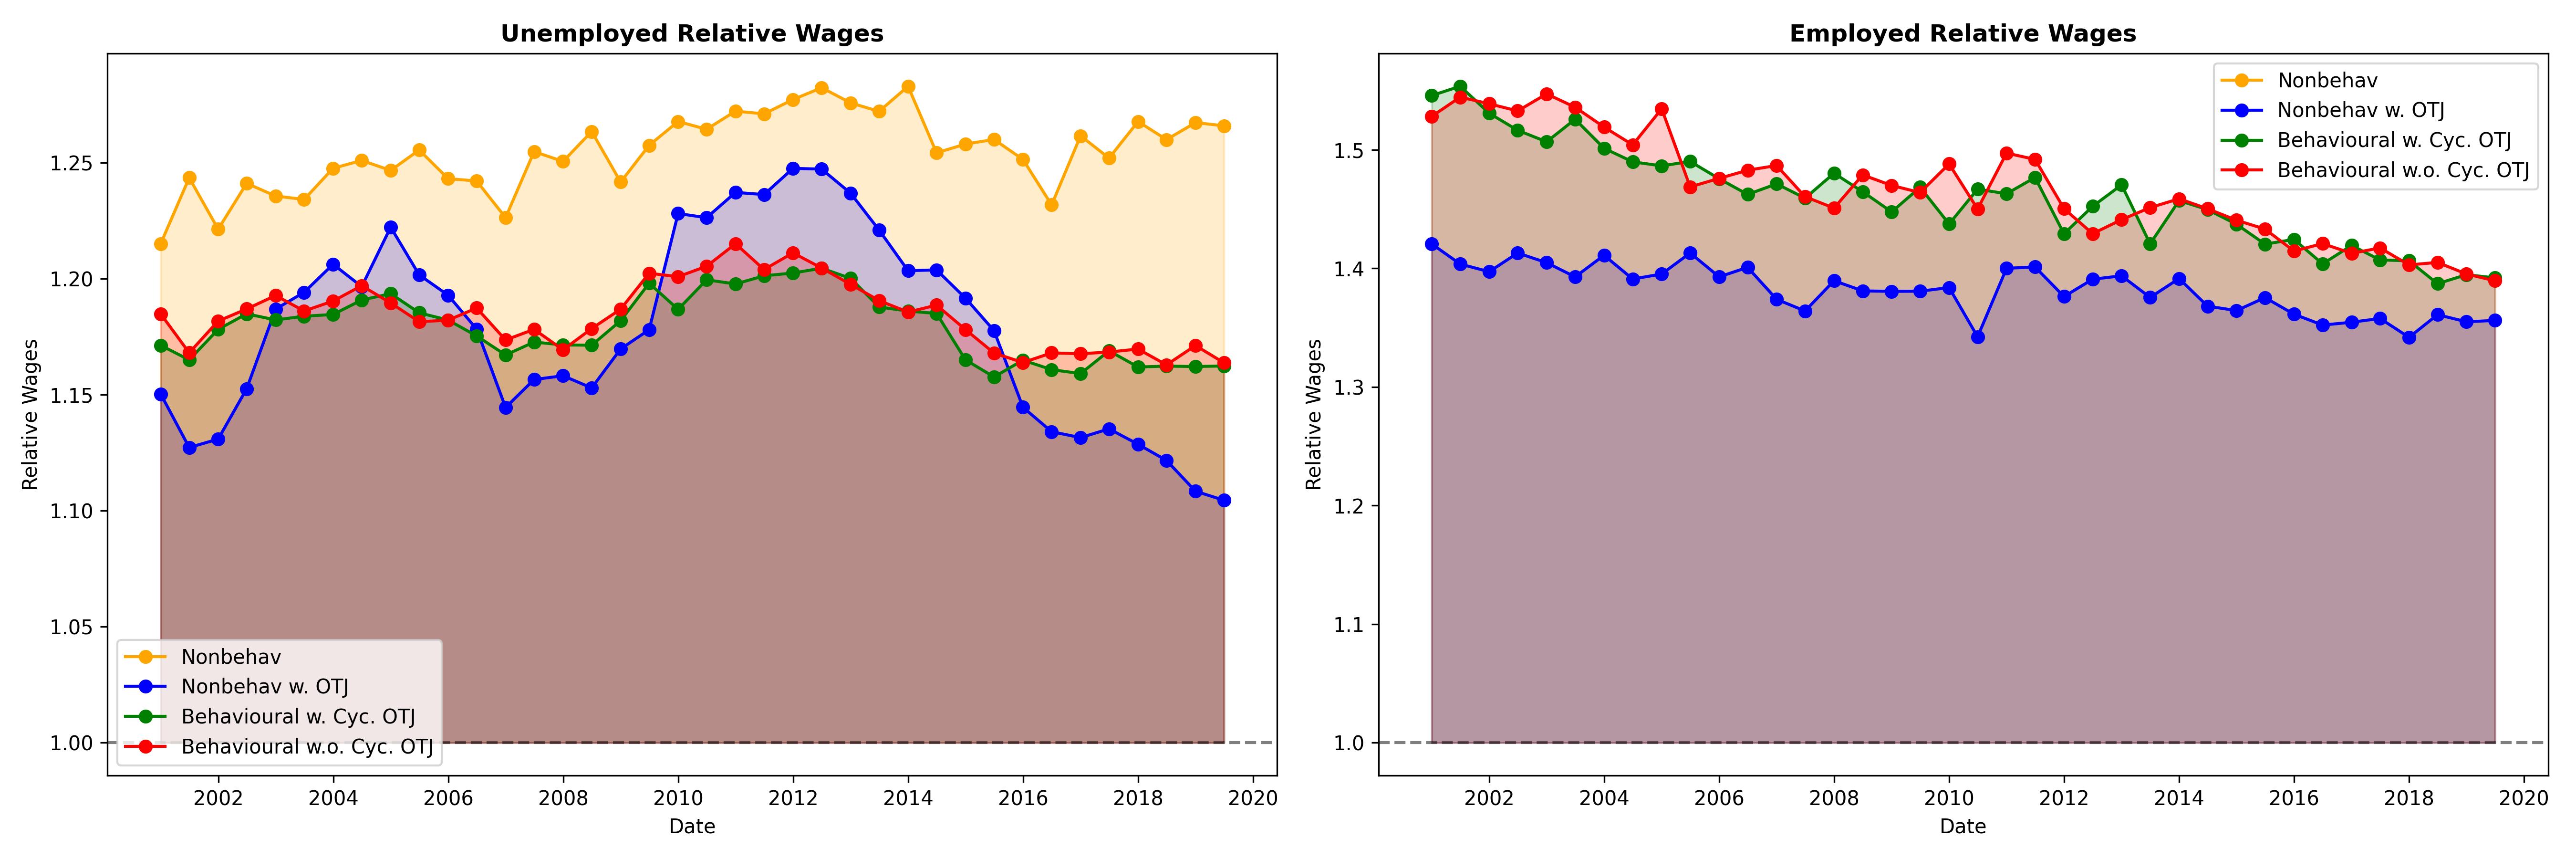 Unemployed Relative Wages
Relative Wages
1.25
1.20
1.15
1.10
1.05
1.00
Nonbehav
Nonbehav w. OTJ
Behavioural w. Cyc. OTJ
Behavioural w.o. Cyc. OTJ
2002 2004 2006 2008 2010 2012 2014 2016 2018 2020
Date
Employed Relative Wages
Relative Wages
1.5
1.4
1.3
1.2
1.1
1.0
Nonbehav
Nonbehav w. OTJ
Behavioural w. Cyc. OTJ
Behavioural w.o. Cyc. OTJ
2002 2004 2006 2008 2010 2012 2014 2016 2018 2020
Date